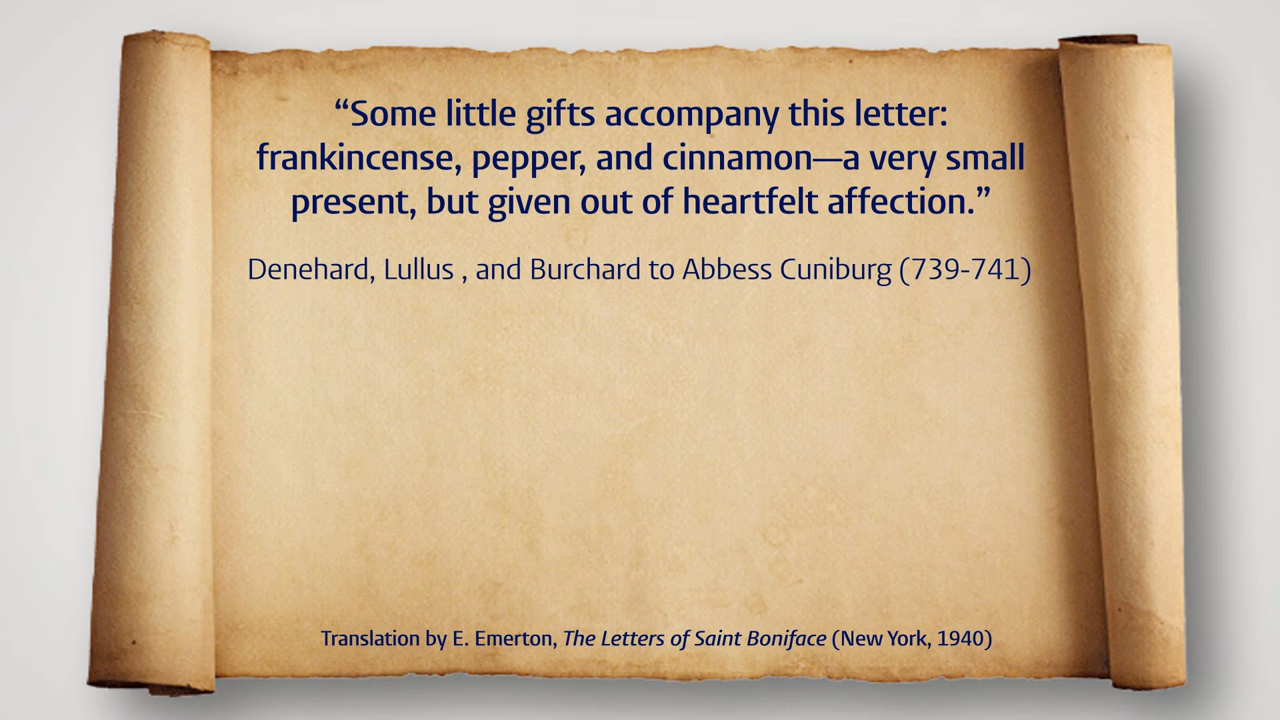 “Some little gifts accompany this letter:
frankincense, pepper, and cinnamon—a very small
present, but given out of heartfelt affection.”
Denehard, Lullus , and Burchard to Abbess Cuniburg (739-741)
Translation by E. Emerton, The Letters of Saint Boniface (New York, 1940)